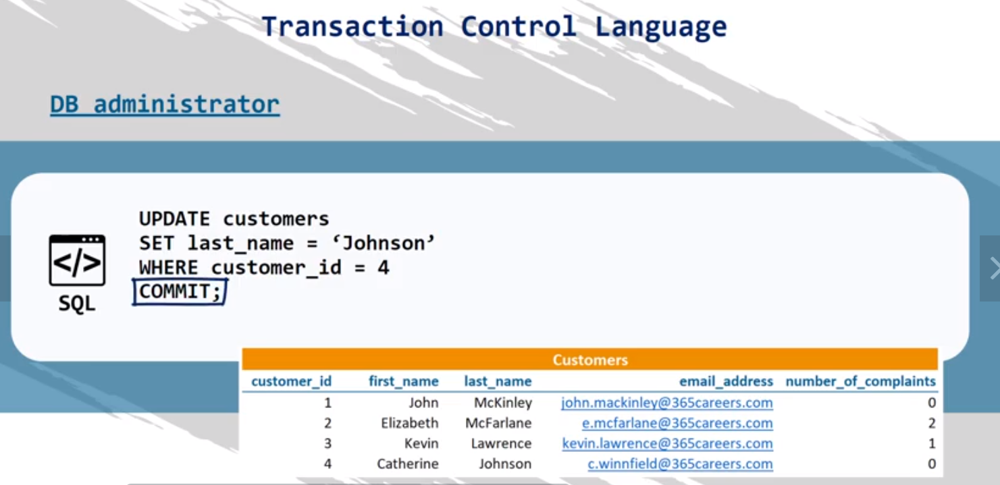 Transaction Control Language
DB administrator
UPDATE customers
SET last_name = ‘Johnson’
WHERE customer_id = 4
COMMIT;
</>
SQL
Customers
customer_id first_name last_name email_address number_of_complaints
1 John McKinley john.mackinley@365careers.com 0
2 Elizabeth McFarlane e.mcfarlane@365careers.com 2
3 Kevin Lawrence kevin.lawrence@365careers.com 1
4 Catherine Johnson c.winnfield@365careers.com 0